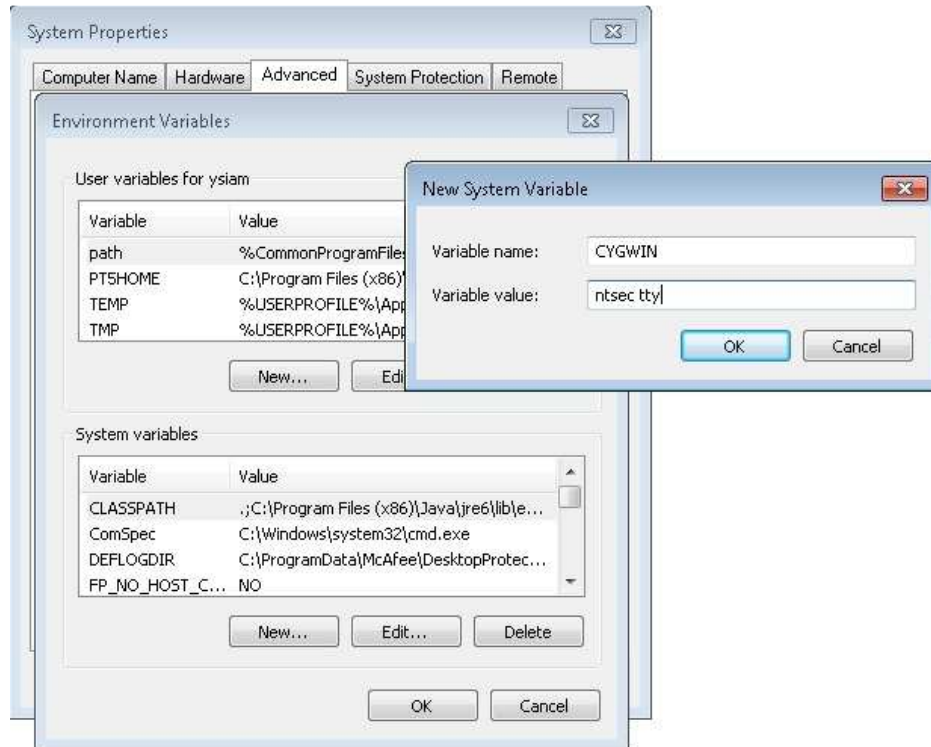 System Properties
Computer Name Hardware Advanced System Protection Remote
Environment Variables
User variables for ysiam
Variable Value
path %CommonProgramFiles
PT5HOME C:\Program Files (x86)\
TEMP %USERPROFILE%\App
TMP %USERPROFILE%\App
New... Edi
New System Variable
Variable name: CYGWIN
Variable value: ntsec tty
OK Cancel
System variables
Variable Value
CLASSPATH .;C:\Program Files (x86)\Java\jre6\lib\e...
ComSpec C:\Windows\system32\cmd.exe
DEFLOGDIR C:\ProgramData\McAfee\DesktopProtec...
FP_NO_HOST_C... NO
New... Edit... Delete
OK Cancel